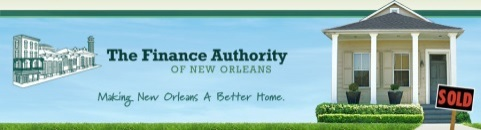 The Finance Authority
OF NEW ORLEANS
Making New Orleans A Better Home.
SOLD